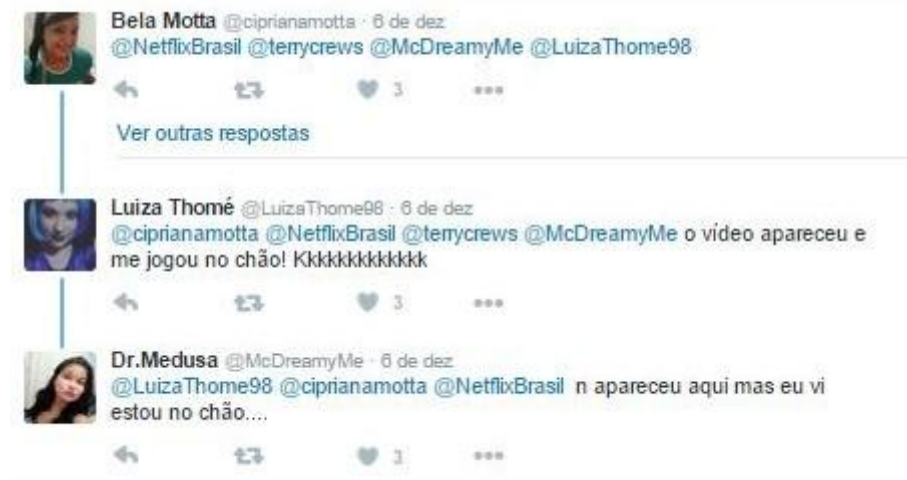 Bela Motta @ciprianamotta · 6 de dez
@NetflixBrasil @terrycrews @McDreamyMe @LuizaThome98
3
Ver outras respostas
Luiza Thomé @LuizaThome98 · 6 de dez
@ciprianamotta @NetflixBrasil @terrycrews @McDreamyMe o vídeo apareceu e
me jogou no chão! Kkkkkkkkkkkkk
3
Dr.Medusa @McDreamyMe · 6 de dez
@LuizaThome98 @ciprianamotta @NetflixBrasil n apareceu aqui mas eu vi
estou no chão....
1